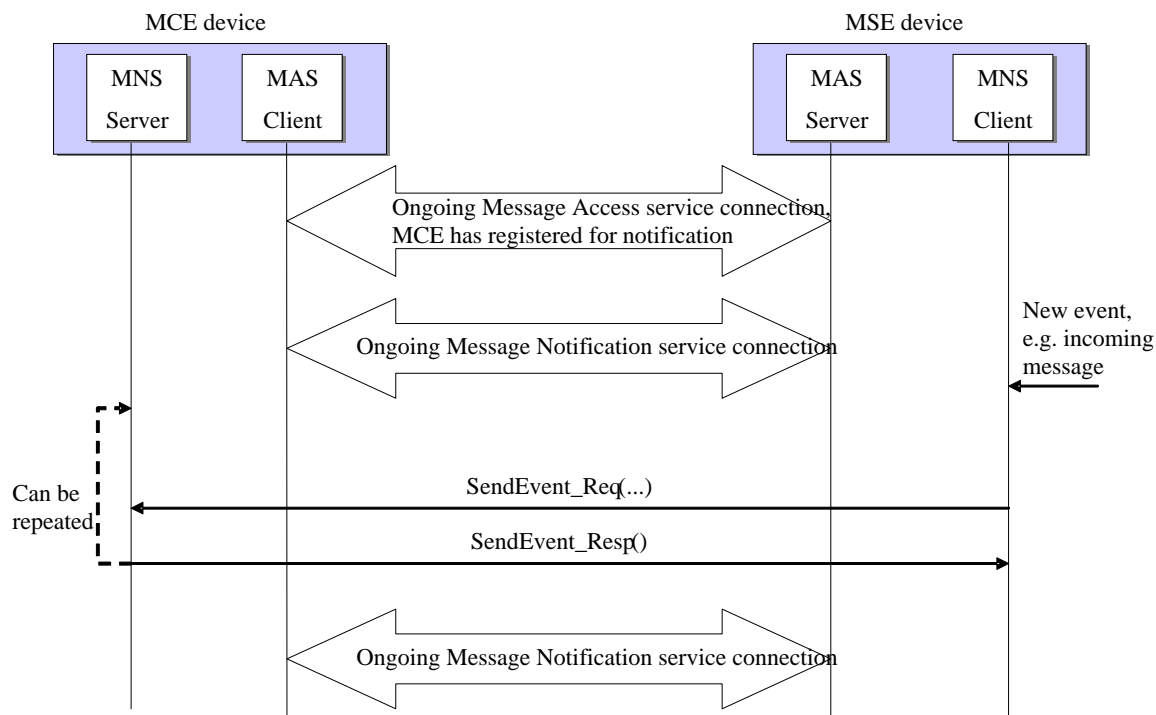 MCE device
MSE device
MNS
Server
MAS
Client
MAS
Server
MNS
Client
Ongoing Message Access service connection,
MCE has registered for notification
New event,
e.g. incoming
message
Ongoing Message Notification service connection
Can be
repeated
SendEvent_Req(...)
SendEvent_Resp()
Ongoing Message Notification service connection